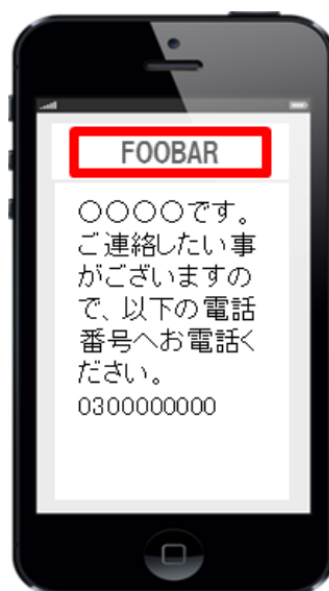 FOOBAR
○○○○です。
ご連絡したい事
がございますの
で、以下の電話
番号へお電話く
ださい。
0300000000